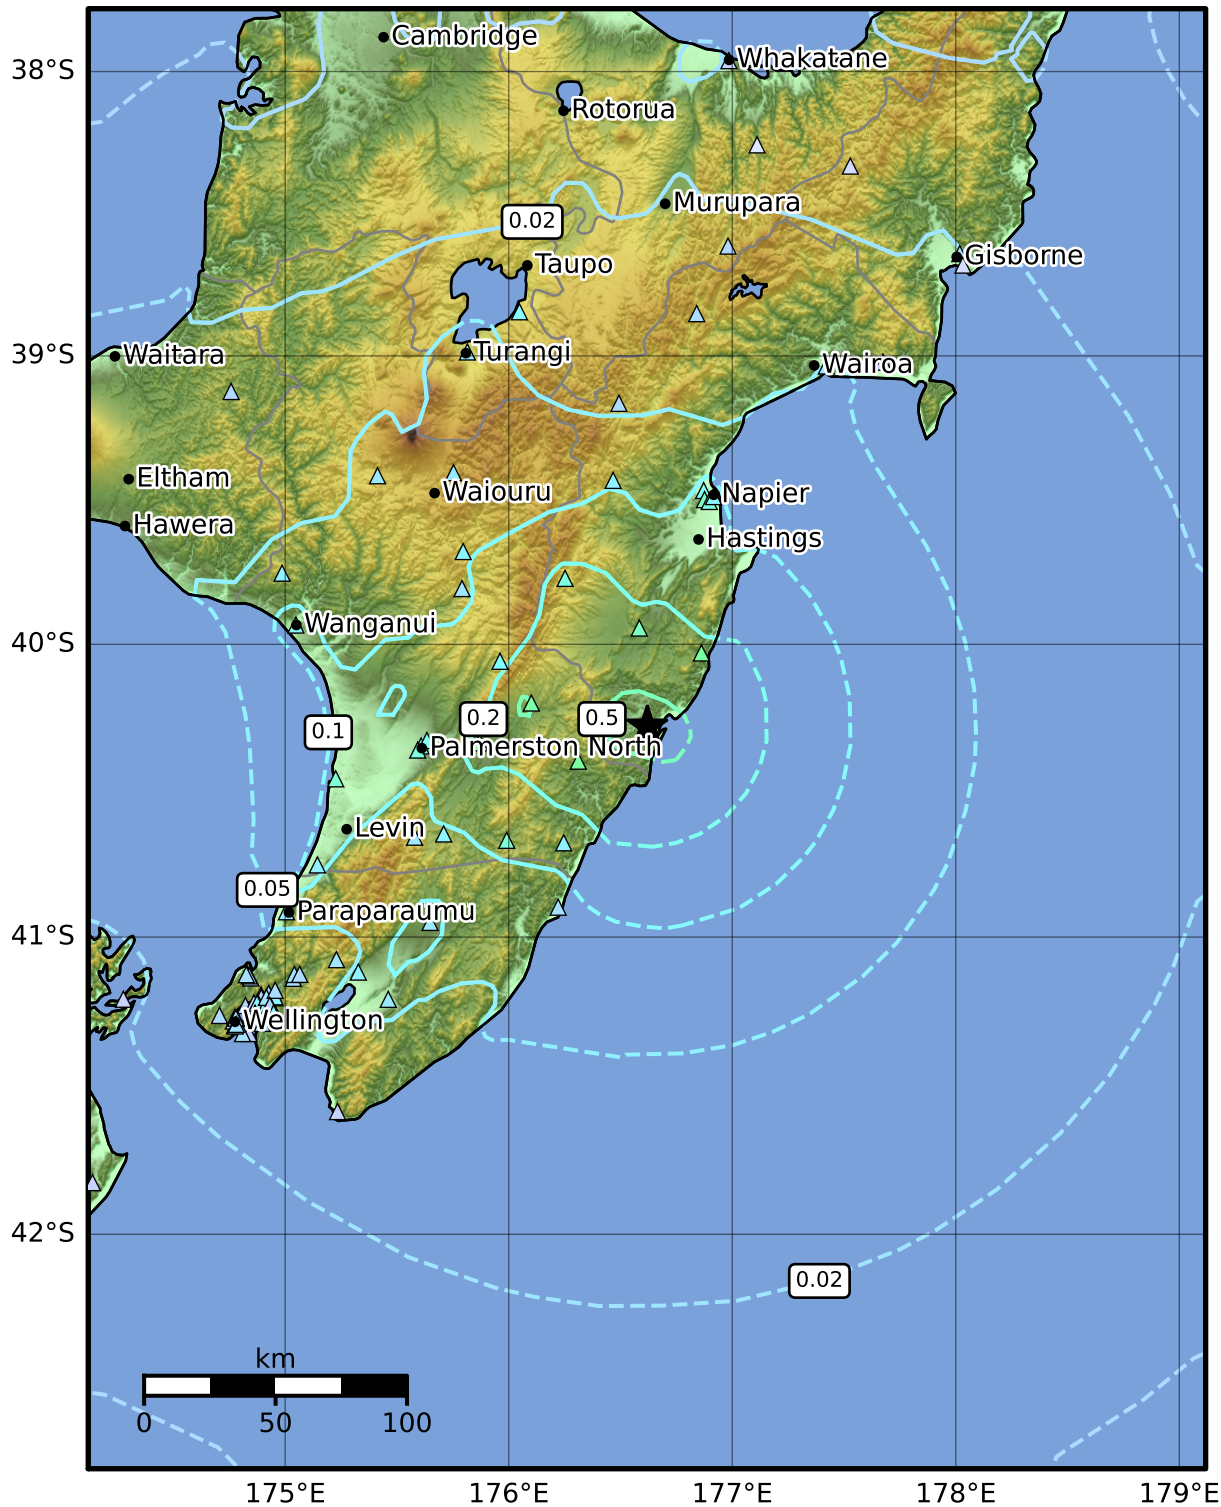 Cambridge
Whakatane
38°S
Rotorua
Murupara
0.02
Gisborne
Taupo
Turangi
39°S
Waitara
Wairoa
Eltham
Waiouru
Napier
Hawera
Hastings
Wanganui
40°S
0.1
0.2
0.5
Palmerston North
Levin
0.05
Paraparaumu
41°S
Wellington
42°S
0.02
km
0
50
100
175°E
176°E
177°E
178°E
179°E